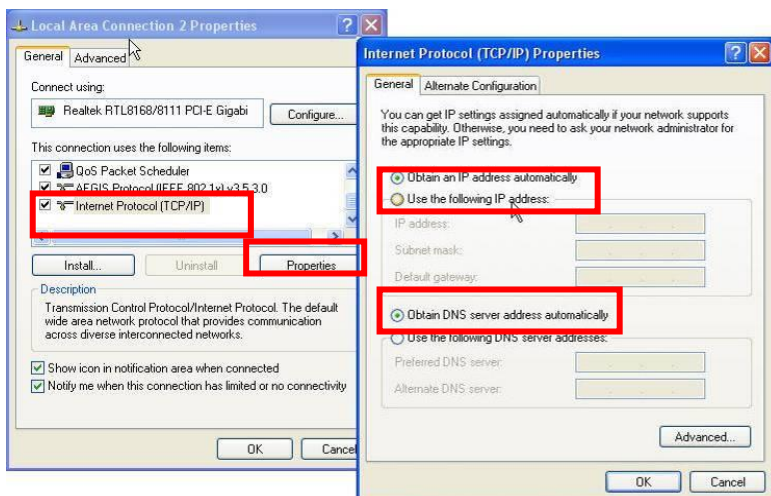 Local Area Connection 2 Properties
General Advanced
Connect using:
Realtek RTL8168/8111 PCI-E Gigabi Configure...
This connection uses the following items:
QoS Packet Scheduler
AEGIS Protocol (IEEE 802.1x) v3.5.3.0
Internet Protocol (TCP/IP)
Install... Uninstall Properties
Description
Transmission Control Protocol/Internet Protocol. The default
wide area network protocol that provides communication
across diverse interconnected networks.
Show icon in notification area when connected
Notify me when this connection has limited or no connectivity
OK Cancel
Internet Protocol (TCP/IP) Properties
General Alternate Configuration
You can get IP settings assigned automatically if your network supports
this capability. Otherwise, you need to ask your network administrator for
the appropriate IP settings.
Obtain an IP address automatically
Use the following IP address:
IP address:
Subnet mask:
Default gateway:
Obtain DNS server address automatically
Use the following DNS server addresses:
Preferred DNS server:
Alternate DNS server:
Advanced...
OK Cancel